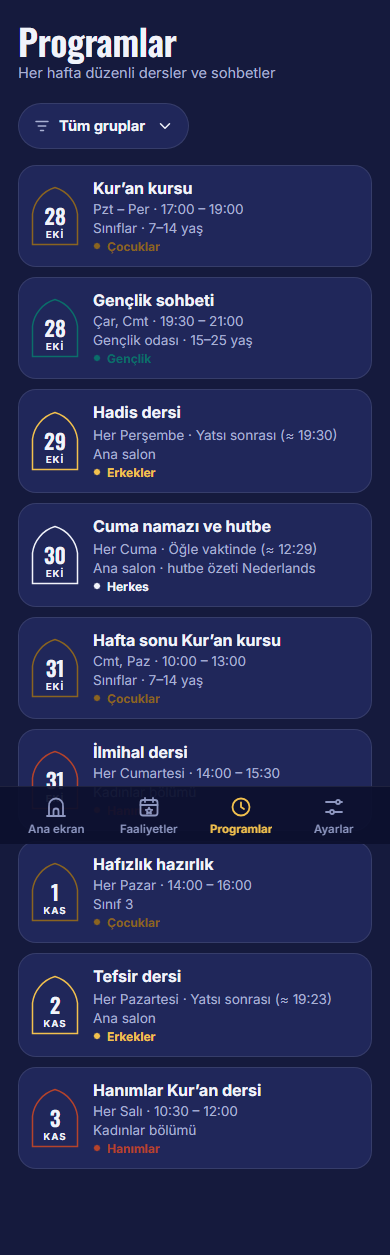 Programlar
Her hafta düzenli dersler ve sohbetler
Tüm gruplar
28
EKİ
Kur’an kursu
Pzt – Per · 17:00 – 19:00
Sınıflar · 7–14 yaş
Çocuklar
28
EKİ
Gençlik sohbeti
Çar, Cmt · 19:30 – 21:00
Gençlik odası · 15–25 yaş
Gençlik
29
EKİ
Hadis dersi
Her Perşembe · Yatsı sonrası (≈ 19:30)
Ana salon
Erkekler
30
EKİ
Cuma namazı ve hutbe
Her Cuma · Öğle vaktinde (≈ 12:29)
Ana salon · hutbe özeti Nederlands
Herkes
31
EKİ
Hafta sonu Kur’an kursu
Cmt, Paz · 10:00 – 13:00
Sınıflar · 7–14 yaş
Çocuklar
31
İlmihal dersi
Her Cumartesi · 14:00 – 15:30
Kadınlar bölümü
Ana ekran
Faaliyetler
Programlar
Ayarlar
1
KAS
Hafızlık hazırlık
Her Pazar · 14:00 – 16:00
Sınıf 3
Çocuklar
2
KAS
Tefsir dersi
Her Pazartesi · Yatsı sonrası (≈ 19:23)
Ana salon
Erkekler
3
KAS
Hanımlar Kur’an dersi
Her Salı · 10:30 – 12:00
Kadınlar bölümü
Hanımlar